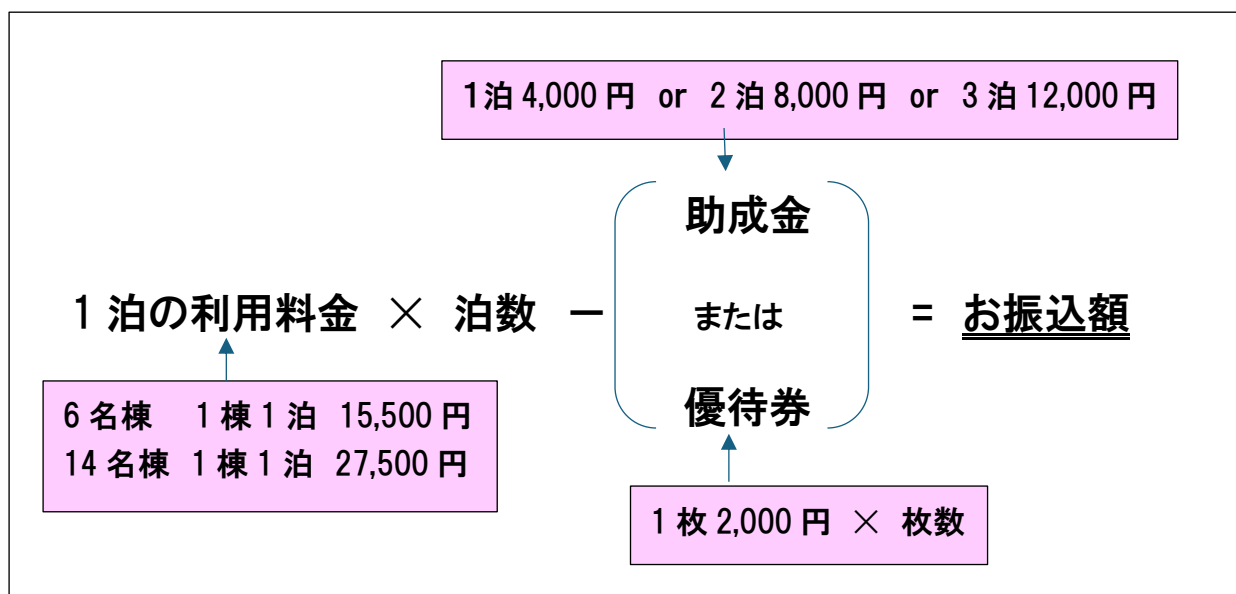 1泊 4,000 円 or 2 泊 8,000 円 or 3 泊 12,000 円
助成金
1 泊の利用料金 × 泊数 － または = お振込額
優待券
6 名棟 1 棟 1 泊 15,500 円
14 名棟 1 棟 1 泊 27,500 円
1 枚 2,000 円 × 枚数